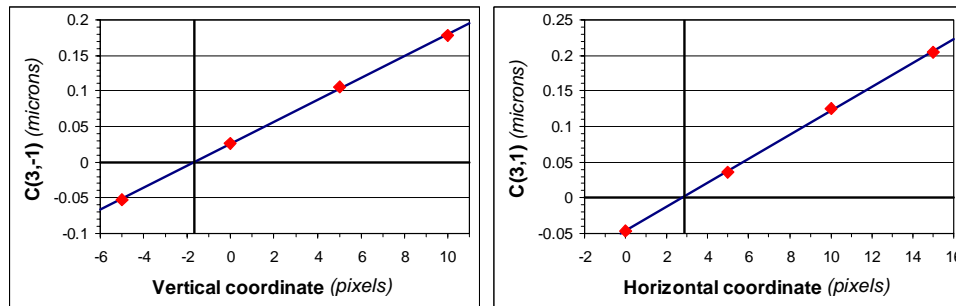 0.2
0.15
0.1
0.05
0
-0.05
-0.1
C(3,-1) (microns)
-6 -4 -2 0 2 4 6 8 10
Vertical coordinate (pixels)
0.25
0.2
0.15
0.1
0.05
0
-0.05
C(3,1) (microns)
-2 0 2 4 6 8 10 12 14 16
Horizontal coordinate (pixels)